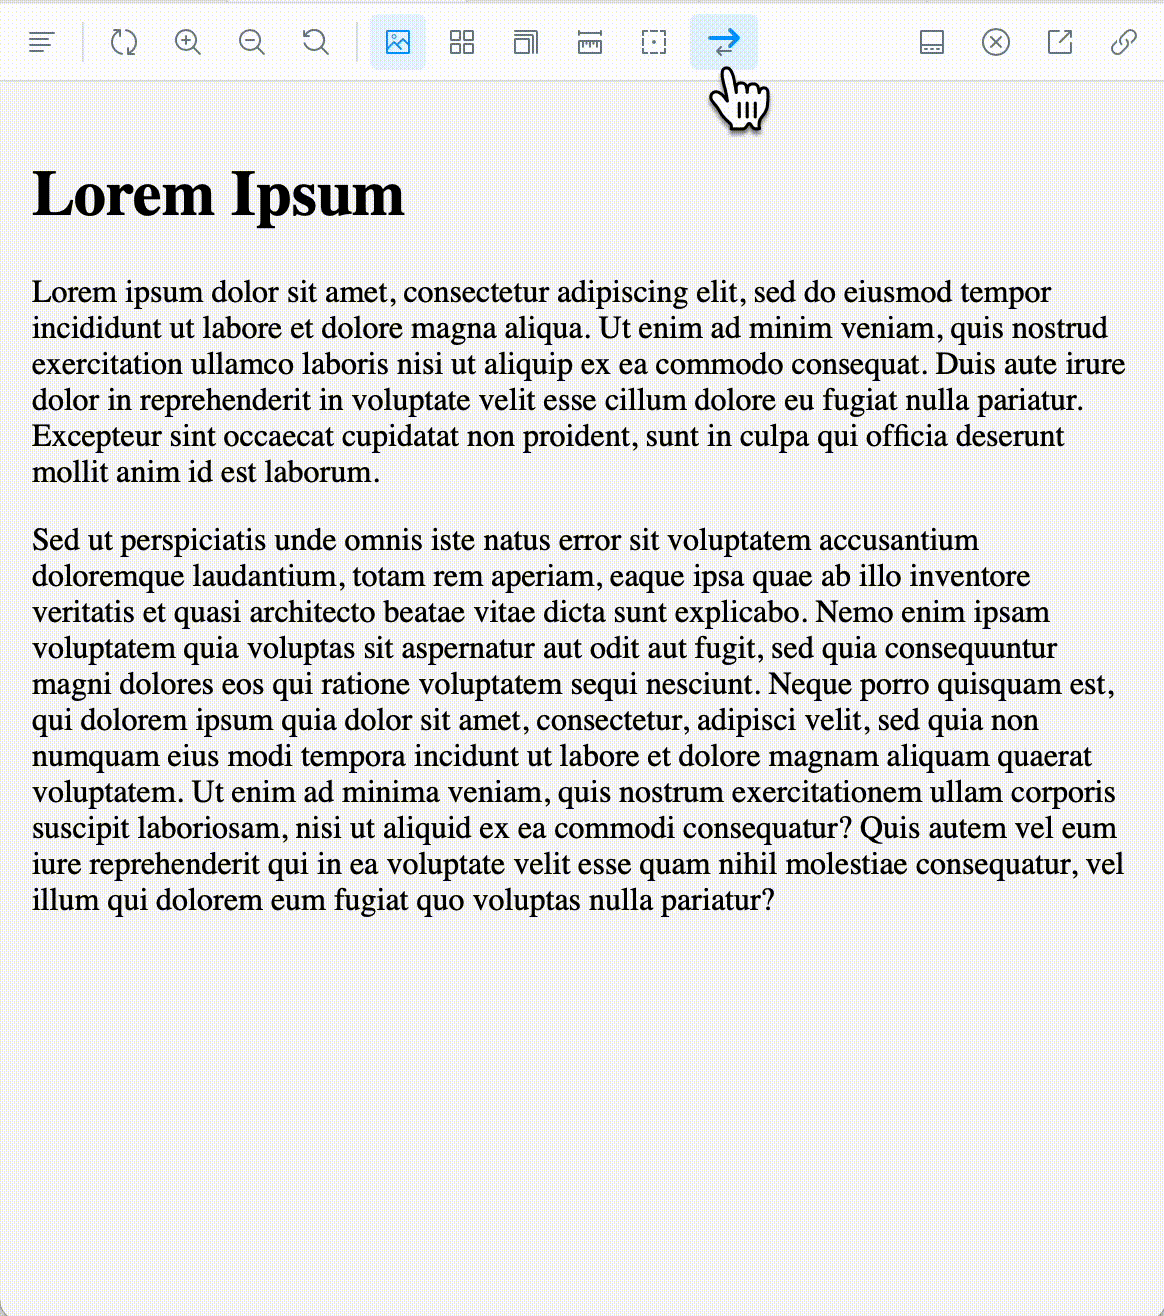 Lorem Ipsum
Lorem ipsum dolor sit amet, consectetur adipiscing elit, sed do eiusmod tempor
incididunt ut labore et dolore magna aliqua. Ut enim ad minim veniam, quis nostrud
exercitation ullamco laboris nisi ut aliquip ex ea commodo consequat. Duis aute irure
dolor in reprehenderit in voluptate velit esse cillum dolore eu fugiat nulla pariatur.
Excepteur sint occaecat cupidatat non proident, sunt in culpa qui officia deserunt
mollit anim id est laborum.
Sed ut perspiciatis unde omnis iste natus error sit voluptatem accusantium
doloremque laudantium, totam rem aperiam, eaque ipsa quae ab illo inventore
veritatis et quasi architecto beatae vitae dicta sunt explicabo. Nemo enim ipsam
voluptatem quia voluptas sit aspernatur aut odit aut fugit, sed quia consequuntur
magni dolores eos qui ratione voluptatem sequi nesciunt. Neque porro quisquam est,
qui dolorem ipsum quia dolor sit amet, consectetur, adipisci velit, sed quia non
numquam eius modi tempora incidunt ut labore et dolore magnam aliquam quaerat
voluptatem. Ut enim ad minima veniam, quis nostrum exercitationem ullam corporis
suscipit laboriosam, nisi ut aliquid ex ea commodi consequatur? Quis autem vel eum
iure reprehenderit qui in ea voluptate velit esse quam nihil molestiae consequatur, vel
illum qui dolorem eum fugiat quo voluptas nulla pariatur?